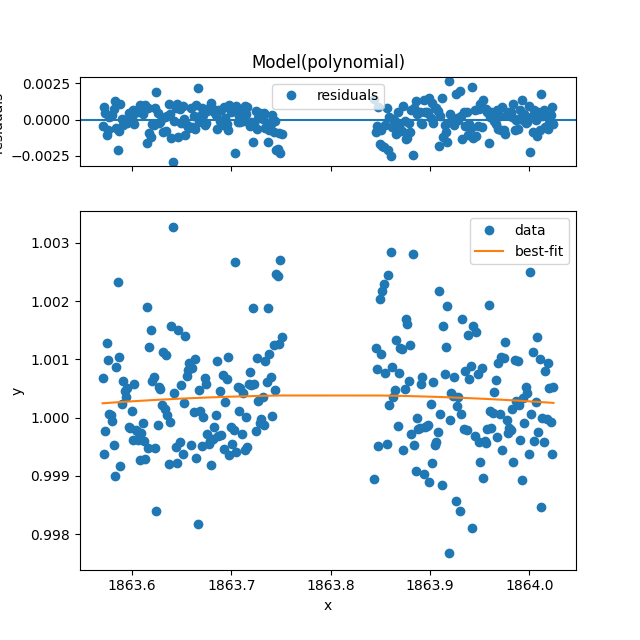 Model(polynomial)
0.0025
0.0000
−0.0025
residuals
residuals
1.003
1.002
1.001
1.000
0.999
0.998
y
data
best-fit
1863.6 1863.7 1863.8 1863.9 1864.0
x